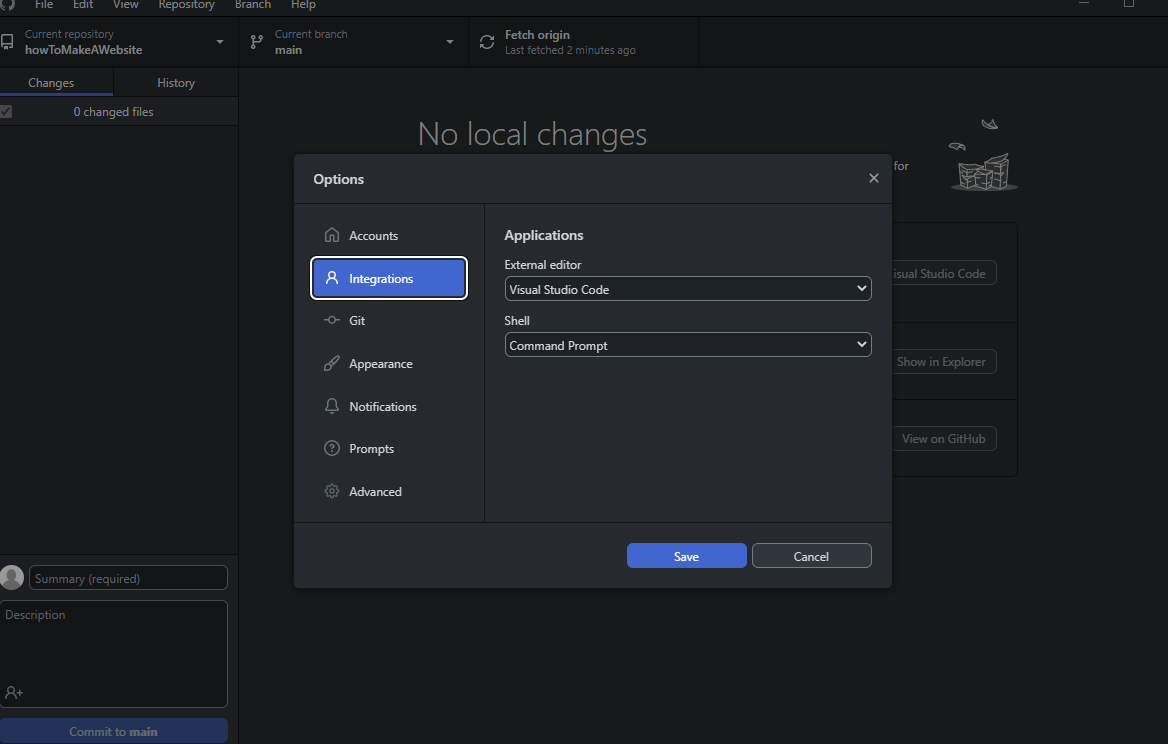 File Edit View Repository Branch Help
Current repository
howToMakeAWebsite
Current branch
main
Fetch origin
Last fetched 2 minutes ago
Changes History
0 changed files
No local changes
for
Options
Accounts
Integrations
Git
Appearance
Notifications
Prompts
Advanced
Applications
External editor
Visual Studio Code
Shell
Command Prompt
Save Cancel
Visual Studio Code
Show in Explorer
View on GitHub
Summary (required)
Description
Commit to main